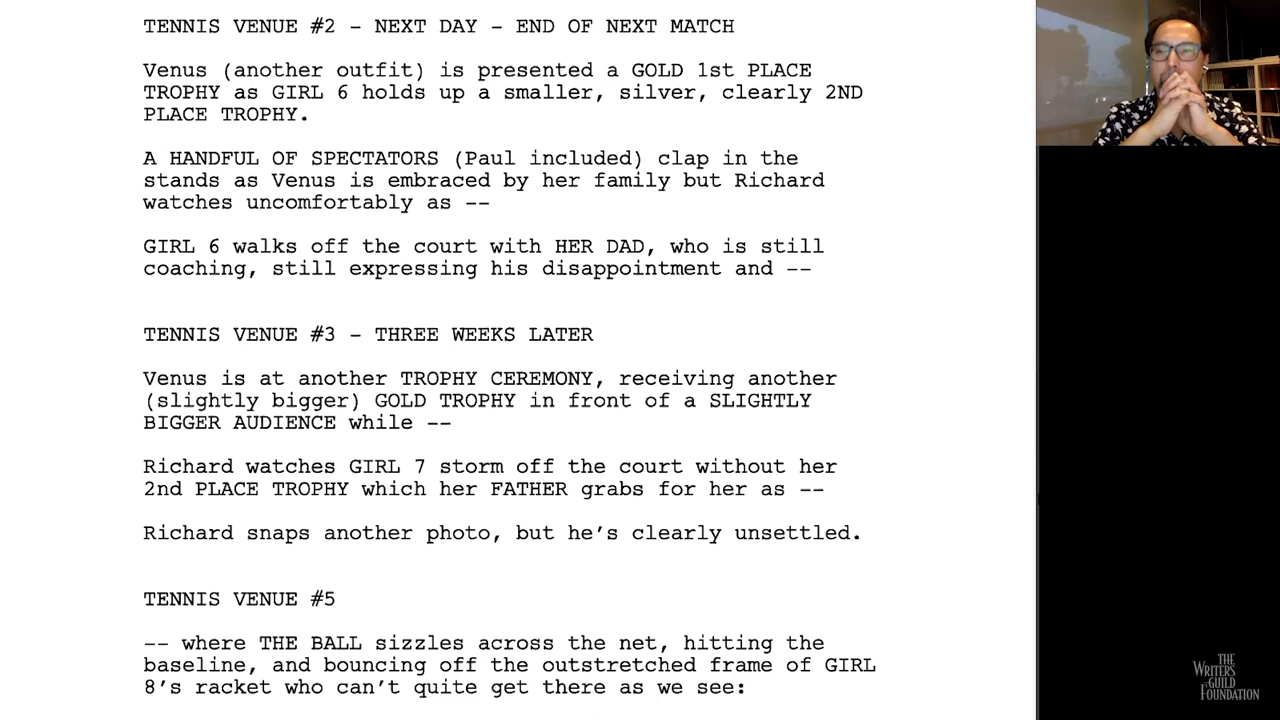 TENNIS VENUE #2 - NEXT DAY - END OF NEXT MATCH
Venus (another outfit) is presented a GOLD 1st PLACE
TROPHY as GIRL 6 holds up a smaller, silver, clearly 2ND
PLACE TROPHY.
A HANDFUL OF SPECTATORS (Paul included) clap in the
stands as Venus is embraced by her family but Richard
watches uncomfortably as --
GIRL 6 walks off the court with HER DAD, who is still
coaching, still expressing his disappointment and --
TENNIS VENUE #3 - THREE WEEKS LATER
Venus is at another TROPHY CEREMONY, receiving another
(slightly bigger) GOLD TROPHY in front of a SLIGHTLY
BIGGER AUDIENCE while --
Richard watches GIRL 7 storm off the court without her
2nd PLACE TROPHY which her FATHER grabs for her as --
Richard snaps another photo, but he's clearly unsettled.
TENNIS VENUE #5
-- where THE BALL sizzles across the net, hitting the
baseline, and bouncing off the outstretched frame of GIRL
8's racket who can't quite get there as we see:
THE
WRITERS
GUILD
FOUNDATION